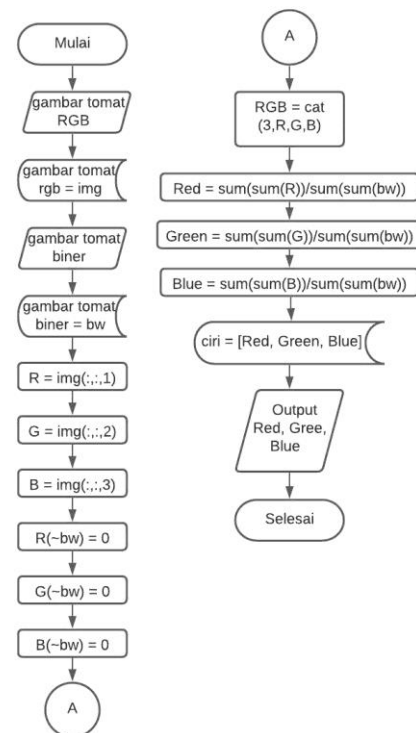 Mulai
gambar tomat
RGB
gambar tomat
rgb = img
gambar tomat
biner
gambar tomat
biner = bw
R = img(:,:,1)
G = img(:,:,2)
B = img(:,:,3)
R(~bw) = 0
G(~bw) = 0
B(~bw) = 0
A
A
RGB = cat
(3,R,G,B)
Red = sum(sum(R))/sum(sum(bw))
Green = sum(sum(G))/sum(sum(bw))
Blue = sum(sum(B))/sum(sum(bw))
ciri = [Red, Green, Blue]
Output
Red, Gree,
Blue
Selesai